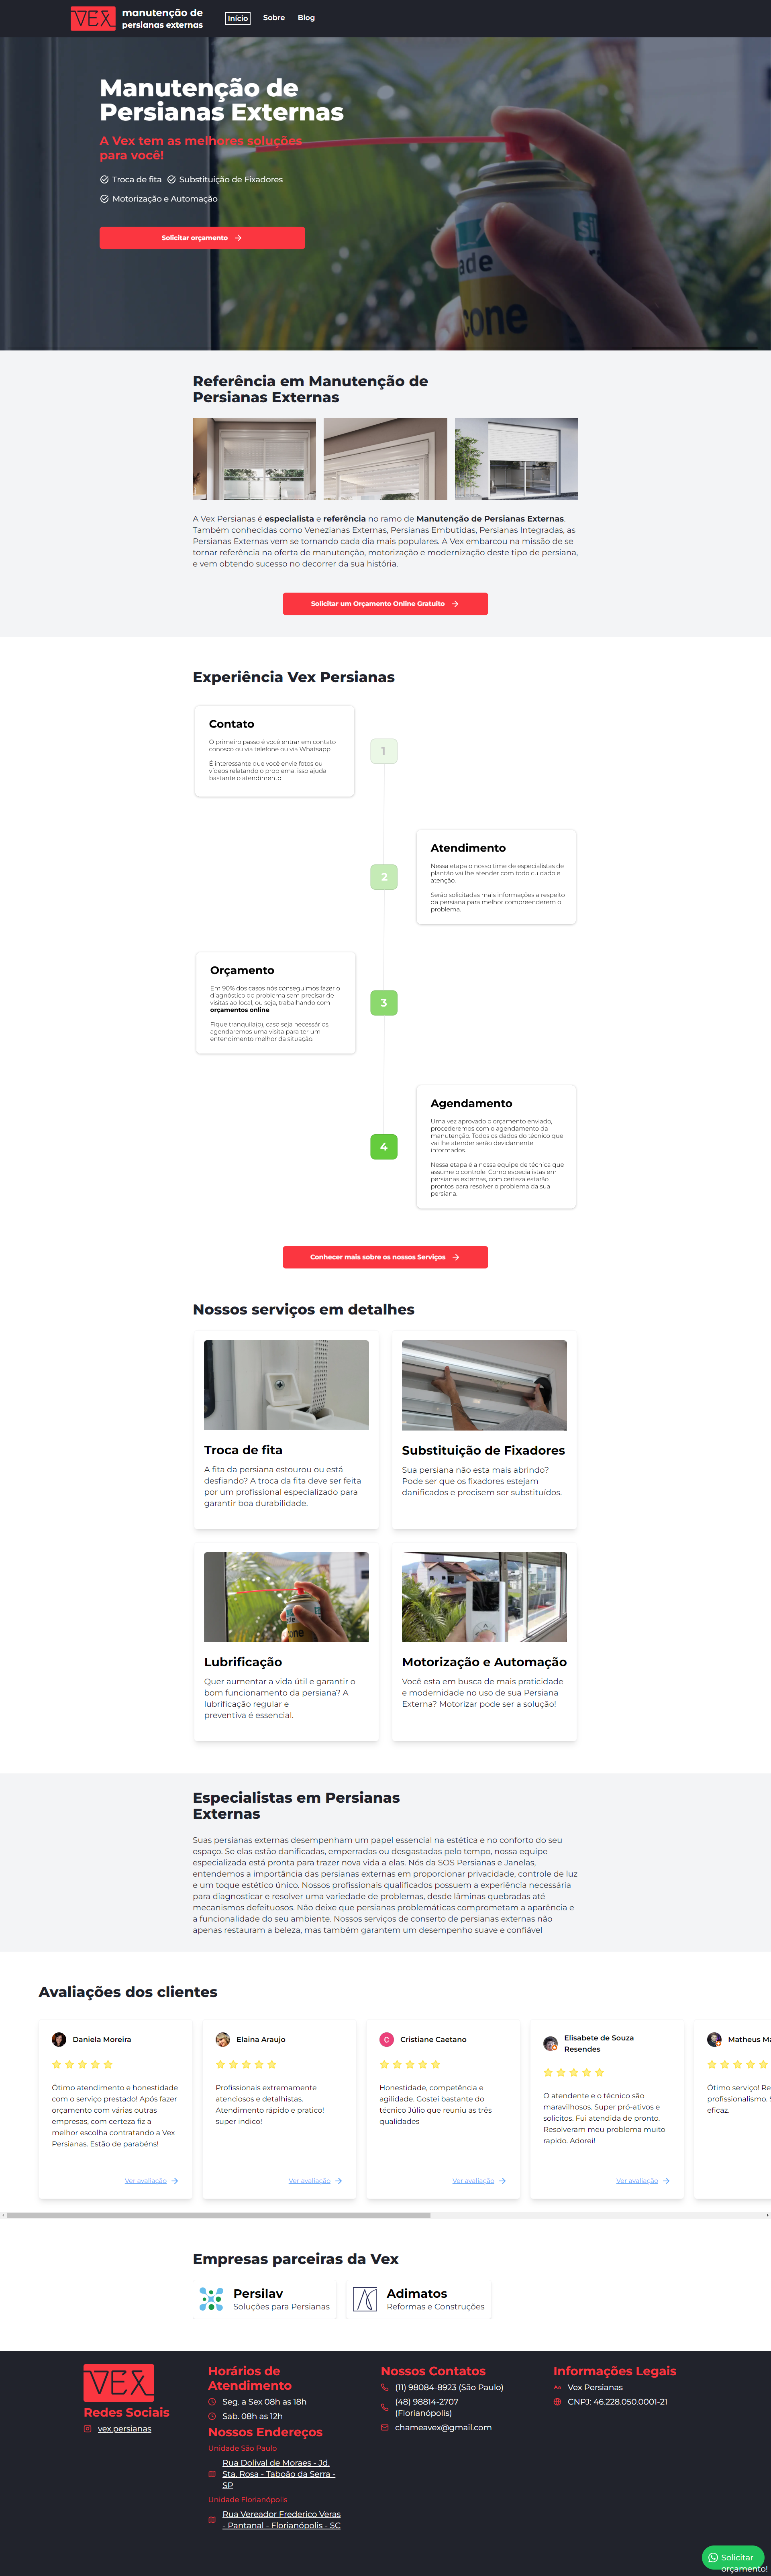 VEX
manutenção de
persianas externas
Início
Sobre
Blog
Manutenção de
Persianas Externas
A Vex tem as melhores soluções
para você!
Troca de fita
Substituição de Fixadores
Motorização e Automação
Solicitar orçamento
Referência em Manutenção de
Persianas Externas
A Vex Persianas é especialista e referência no ramo de Manutenção de Persianas Externas.
Também conhecidas como Venezianas Externas, Persianas Embutidas, Persianas Integradas, as
Persianas Externas vem se tornando cada dia mais populares. A Vex embarcou na missão de se
tornar referência na oferta de manutenção, motorização e modernização deste tipo de persiana,
e vem obtendo sucesso no decorrer da sua história.
Solicitar um Orçamento Online Gratuito
Experiência Vex Persianas
Contato
O primeiro passo é você entrar em contato
conosco ou via telefone ou via Whatsapp.
É interessante que você envie fotos ou
vídeos relatando o problema, isso ajuda
bastante o atendimento!
1
Atendimento
Nessa etapa o nosso time de especialistas de
plantão vai lhe atender com todo cuidado e
atenção.
Serão solicitadas mais informações a respeito
da persiana para melhor compreenderem o
problema.
2
Orçamento
Em 90% dos casos nós conseguimos fazer o
diagnóstico do problema sem precisar de
visitas ao local, ou seja, trabalhando com
orçamentos online.
Fique tranquila(o), caso seja necessários,
agendaremos uma visita para ter um
entendimento melhor da situação.
3
Agendamento
Uma vez aprovado o orçamento enviado,
procederemos com o agendamento da
manutenção. Todos os dados do técnico que
vai lhe atender serão devidamente
informados.
Nessa etapa é a nossa equipe de técnica que
assume o controle. Como especialistas em
persianas externas, com certeza estarão
prontos para resolver o problema da sua
persiana.
4
Conhecer mais sobre os nossos Serviços
Nossos serviços em detalhes
Troca de fita
A fita da persiana estourou ou está
desfiando? A troca da fita deve ser feita
por um profissional especializado para
garantir boa durabilidade.
Substituição de Fixadores
Sua persiana não esta mais abrindo?
Pode ser que os fixadores estejam
danificados e precisem ser substituídos.
Lubrificação
Quer aumentar a vida útil e garantir o
bom funcionamento da persiana? A
lubrificação regular e
preventiva é essencial.
Motorização e Automação
Você esta em busca de mais praticidade
e modernidade no uso de sua Persiana
Externa? Motorizar pode ser a solução!
Especialistas em Persianas
Externas
Suas persianas externas desempenham um papel essencial na estética e no conforto do seu
espaço. Se elas estão danificadas, emperradas ou desgastadas pelo tempo, nossa equipe
especializada está pronta para trazer nova vida a elas. Nós da SOS Persianas e Janelas,
entendemos a importância das persianas externas em proporcionar privacidade, controle de luz
e um toque estético único. Nossos profissionais qualificados possuem a experiência necessária
para diagnosticar e resolver uma variedade de problemas, desde lâminas quebradas até
mecanismos defeituosos. Não deixe que persianas problemáticas comprometam a aparência e
a funcionalidade do seu ambiente. Nossos serviços de conserto de persianas externas não
apenas restauram a beleza, mas também garantem um desempenho suave e confiável
Avaliações dos clientes
Daniela Moreira
Ótimo atendimento e honestidade
com o serviço prestado! Após fazer
orçamento com várias outras
empresas, com certeza fiz a
melhor escolha contratando a Vex
Persianas. Estão de parabéns!
Ver avaliação
Elaina Araujo
Profissionais extremamente
atenciosos e detalhistas.
Atendimento rápido e pratico!
super indico!
Ver avaliação
C
Cristiane Caetano
Honestidade, competência e
agilidade. Gostei bastante do
técnico Júlio que reuniu as três
qualidades
Ver avaliação
Elisabete de Souza
Resendes
O atendente e o técnico são
maravilhosos. Super pró-ativos e
solícitos. Fui atendida de pronto.
Resolveram meu problema muito
rapido. Adorei!
Ver avaliação
Matheus Ma
Ótimo serviço! Re
profissionalismo. S
eficaz.
Empresas parceiras da Vex
Persilav
Soluções para Persianas
Adimatos
Reformas e Construções
VEX
Redes Sociais
vex.persianas
Horários de
Atendimento
Seg. a Sex 08h as 18h
Sab. 08h as 12h
Nossos Endereços
Unidade São Paulo
Rua Dolival de Moraes - Jd.
Sta. Rosa - Taboão da Serra -
SP
Unidade Florianópolis
Rua Vereador Frederico Veras
- Pantanal - Florianópolis - SC
Nossos Contatos
(11) 98084-8923 (São Paulo)
(48) 98814-2707
(Florianópolis)
chameavex@gmail.com
Informações Legais
Vex Persianas
CNPJ: 46.228.050.0001-21
Solicitar
orçamento!